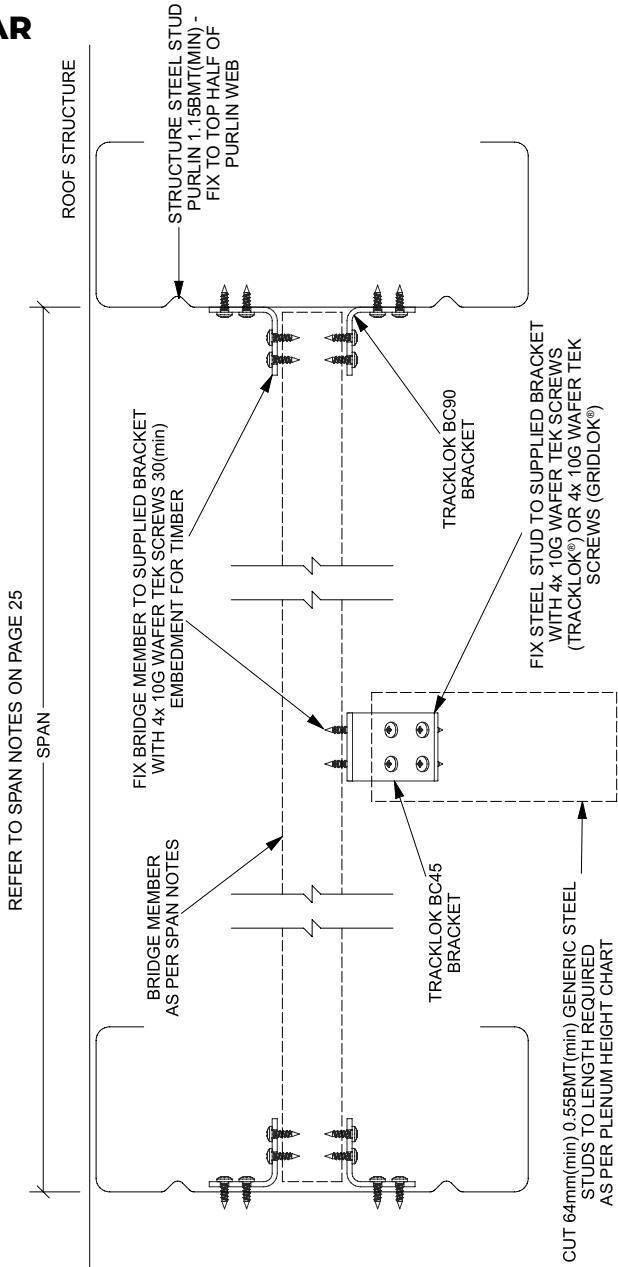 AR
REFER TO SPAN NOTES ON PAGE 25
SPAN
ROOF STRUCTURE
STRUCTURE STEEL STUD
PURLIN 1.15BMT(MIN) -
FIX TO TOP HALF OF
PURLIN WEB
FIX BRIDGE MEMBER TO SUPPLIED BRACKET
WITH 4x 10G WAFER TEK SCREWS 30(min)
EMBEDMENT FOR TIMBER
BRIDGE MEMBER
AS PER SPAN NOTES
TRACKLOK BC90
BRACKET
TRACKLOK BC45
BRACKET
FIX STEEL STUD TO SUPPLIED BRACKET
WITH 4x 10G WAFER TEK SCREWS
(TRACKLOK®) OR 4x 10G WAFER TEK
SCREWS (GRIDLOK®)
CUT 64mm(min) 0.55BMT(min) GENERIC STEEL
STUDS TO LENGTH REQUIRED
AS PER PLENUM HEIGHT CHART